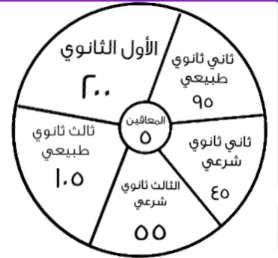 الأول الثانوي
٢٠٠
ثاني ثانوي
طبيعي
٩٥
ثاني ثانوي
شرعي
٤٥
الثالث ثانوي
شرعي
٥٥
ثالث ثانوي
طبيعي
١٠٥
المعاقين
٥